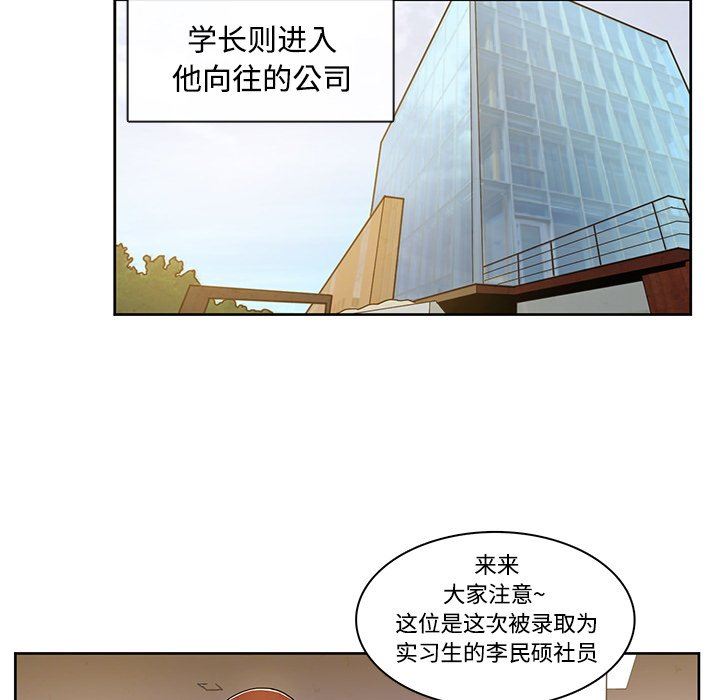 学长则进入
他向往的公司
来来
大家注意~
这位是这次被录取为
实习生的李民硕社员